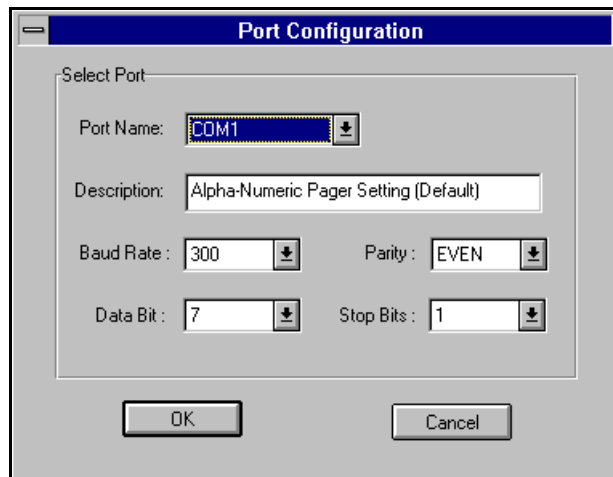 Port Configuration
Select Port
Port Name: COM1
Description: Alpha-Numeric Pager Setting (Default)
Baud Rate : 300 Parity : EVEN
Data Bit : 7 Stop Bits : 1
OK Cancel